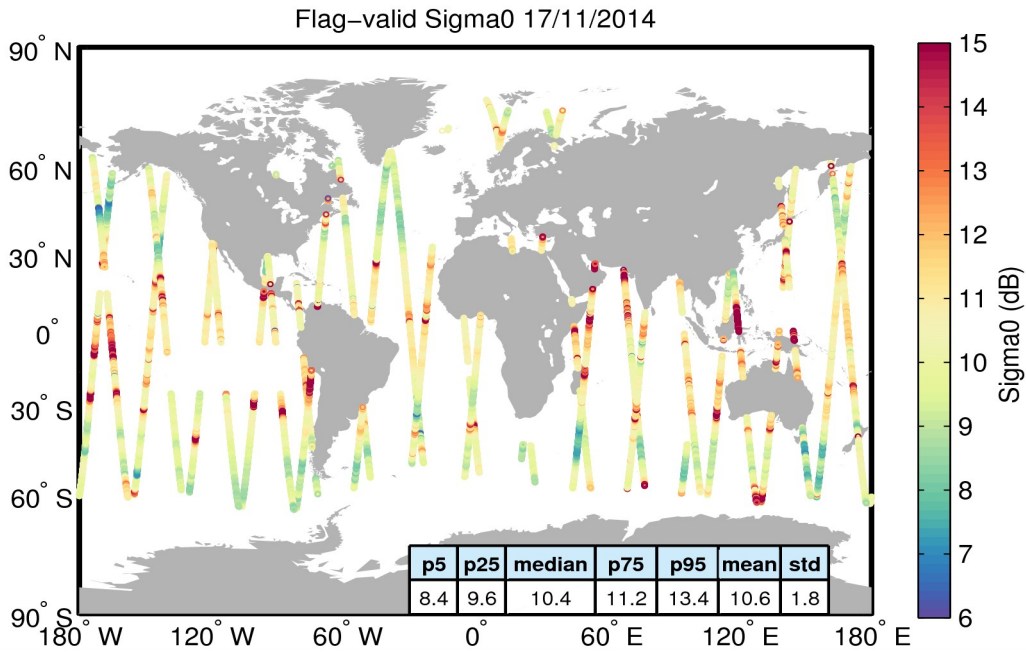 Flag−valid Sigma0 17/11/2014
90° N
60° N
30° N
0°
30° S
60° S
90° S
180° W
120° W
60° W
0°
60° E
120° E
180° E
15
14
13
12
11
10
9
8
7
6
Sigma0 (dB)
p5 p25 median p75 p95 mean std
8.4 9.6 10.4 11.2 13.4 10.6 1.8